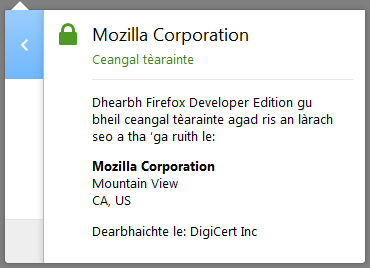 Mozilla Corporation
Ceangal tèarainte
Dhearbh Firefox Developer Edition gu
bheil ceangal tèarainte agad ris an làrach
seo a tha ‘ga ruith le:
Mozilla Corporation
Mountain View
CA, US
Dearbhaichte le: DigiCert Inc